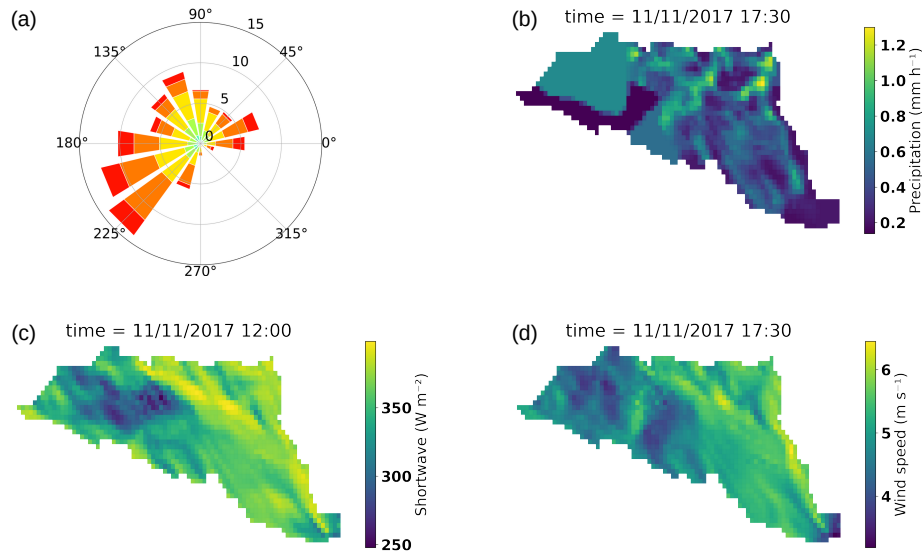 (a)
90°
15
135°
45°
10
5
180°
0
0°
225°
315°
270°
(b)
time = 11/11/2017 17:30
1.2
1.0
0.8
0.6
0.4
0.2
Precipitation (mm h⁻¹)
(c)
time = 11/11/2017 12:00
350
300
250
Shortwave (W m⁻²)
(d)
time = 11/11/2017 17:30
6
5
4
Wind speed (m s⁻¹)